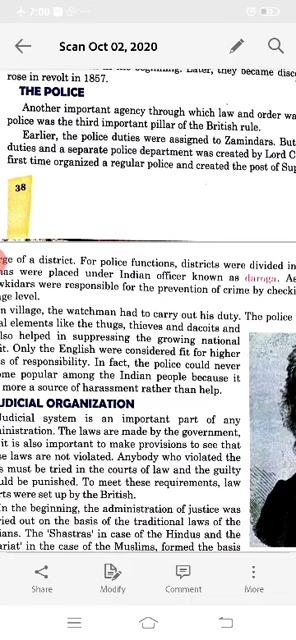 7:00
Scan Oct 02, 2020
rose in revolt in 1857.
THE POLICE
Another important agency through which law and order wa
police was the third important pillar of the British rule.
Earlier, the police duties were assigned to Zamindars. But
duties and a separate police department was created by Lord C
first time organized a regular police and created the post of Sup
38
rge of a district. For police functions, districts were divided in
nas were placed under Indian officer known as daroga. As
wkidars were responsible for the prevention of crime by checki
age level.
n village, the watchman had to carry out his duty. The police
al elements like the thugs, thieves and dacoits and
lso helped in suppressing the growing national
it. Only the English were considered fit for higher
s of responsibility. In fact, the police could never
ome popular among the Indian people because it
more a source of harassment rather than help.
UDICIAL ORGANIZATION
udicial system is an important part of any
inistration. The laws are made by the government,
it is also important to make provisions to see that
se laws are not violated. Anybody who violated the
s must be tried in the courts of law and the guilty
uld be punished. To meet these requirements, law
rts were set up by the British.
n the beginning, the administration of justice was
ried out on the basis of the traditional laws of the
ians. The 'Shastras' in case of the Hindus and the
ariat' in the case of the Muslims, formed the basis
Share
Modify
Comment
More